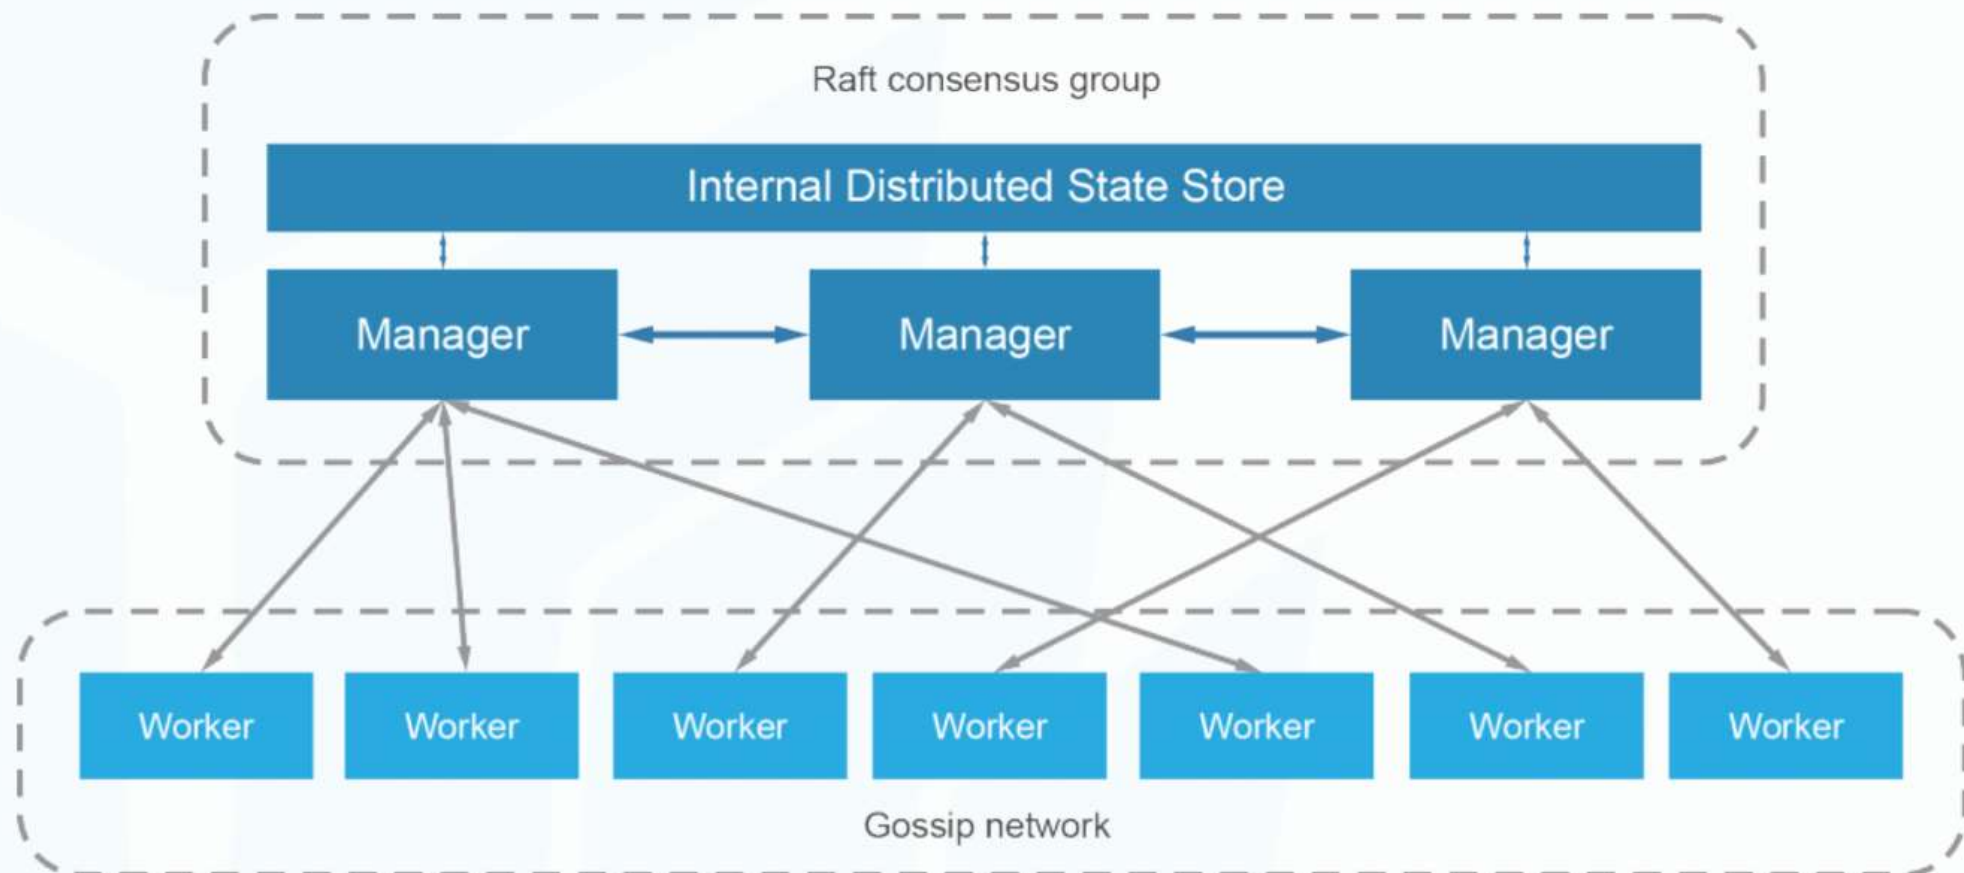 Raft consensus group
Internal Distributed State Store
Manager
Manager
Manager
Worker
Worker
Worker
Worker
Worker
Worker
Worker
Gossip network